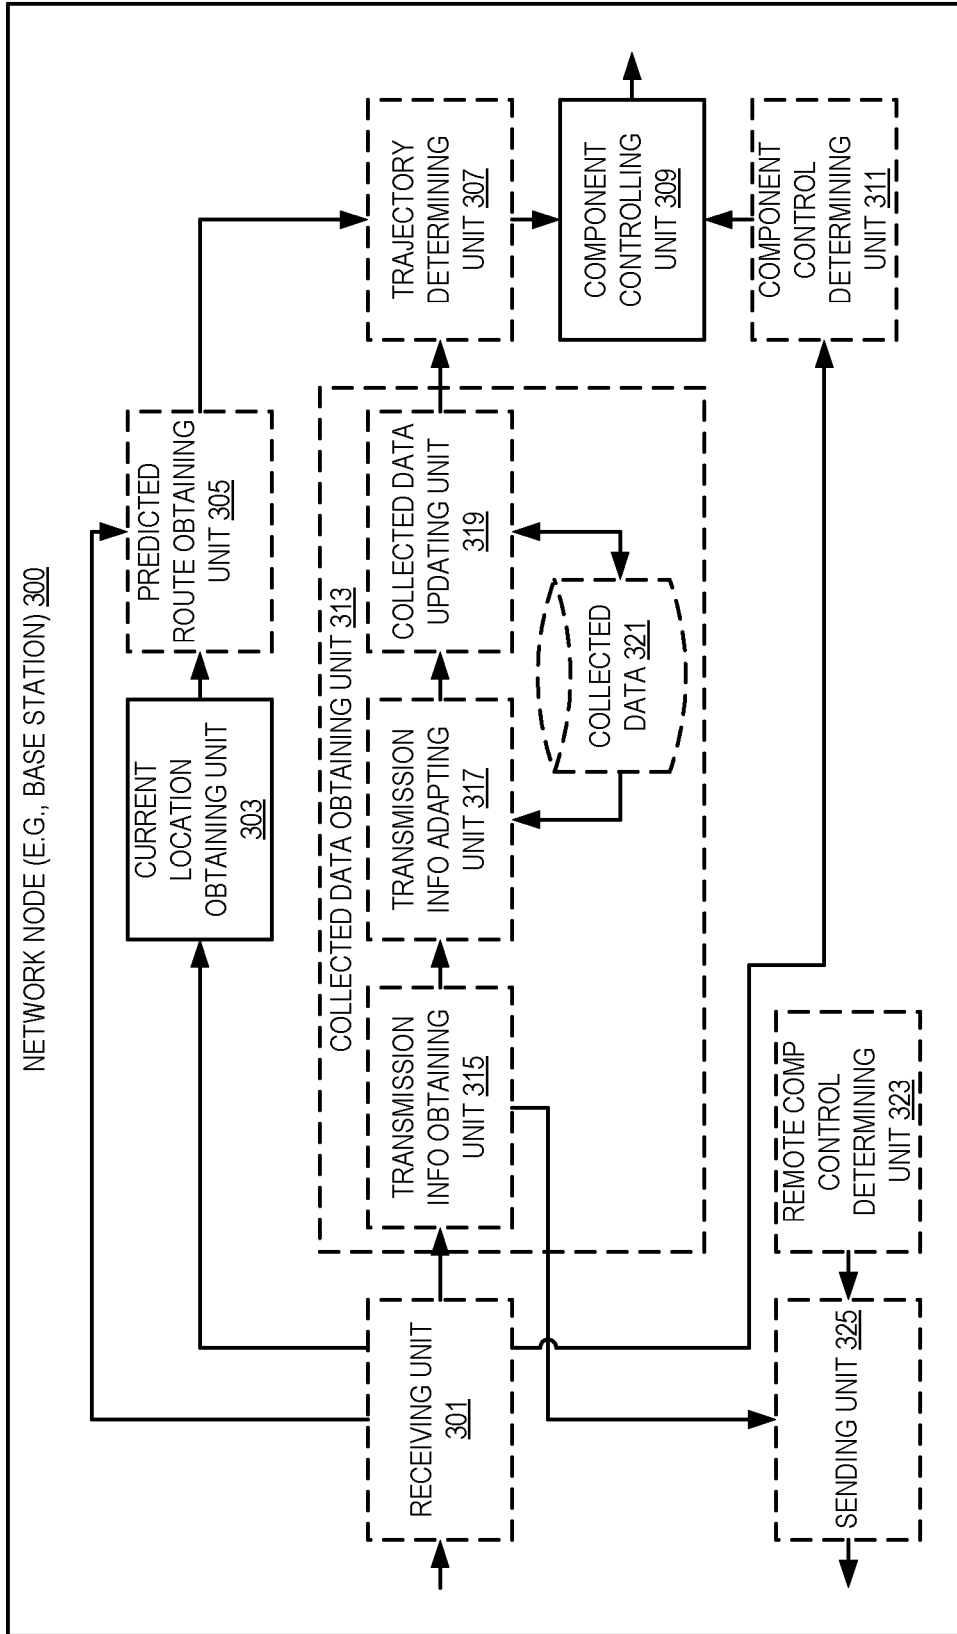 NETWORK NODE (E.G., BASE STATION) 300
RECEIVING UNIT
301
CURRENT
LOCATION
OBTAINING UNIT
303
PREDICTED
ROUTE OBTAINING
UNIT 305
COLLECTED DATA OBTAINING UNIT 313
TRANSMISSION
INFO OBTAINING
UNIT 315
TRANSMISSION
INFO ADAPTING
UNIT 317
COLLECTED DATA
UPDATING UNIT
319
COLLECTED
DATA 321
TRAJECTORY
DETERMINING
UNIT 307
COMPONENT
CONTROLLING
UNIT 309
COMPONENT
CONTROL
DETERMINING
UNIT 311
REMOTE COMP
CONTROL
DETERMINING
UNIT 323
SENDING UNIT 325